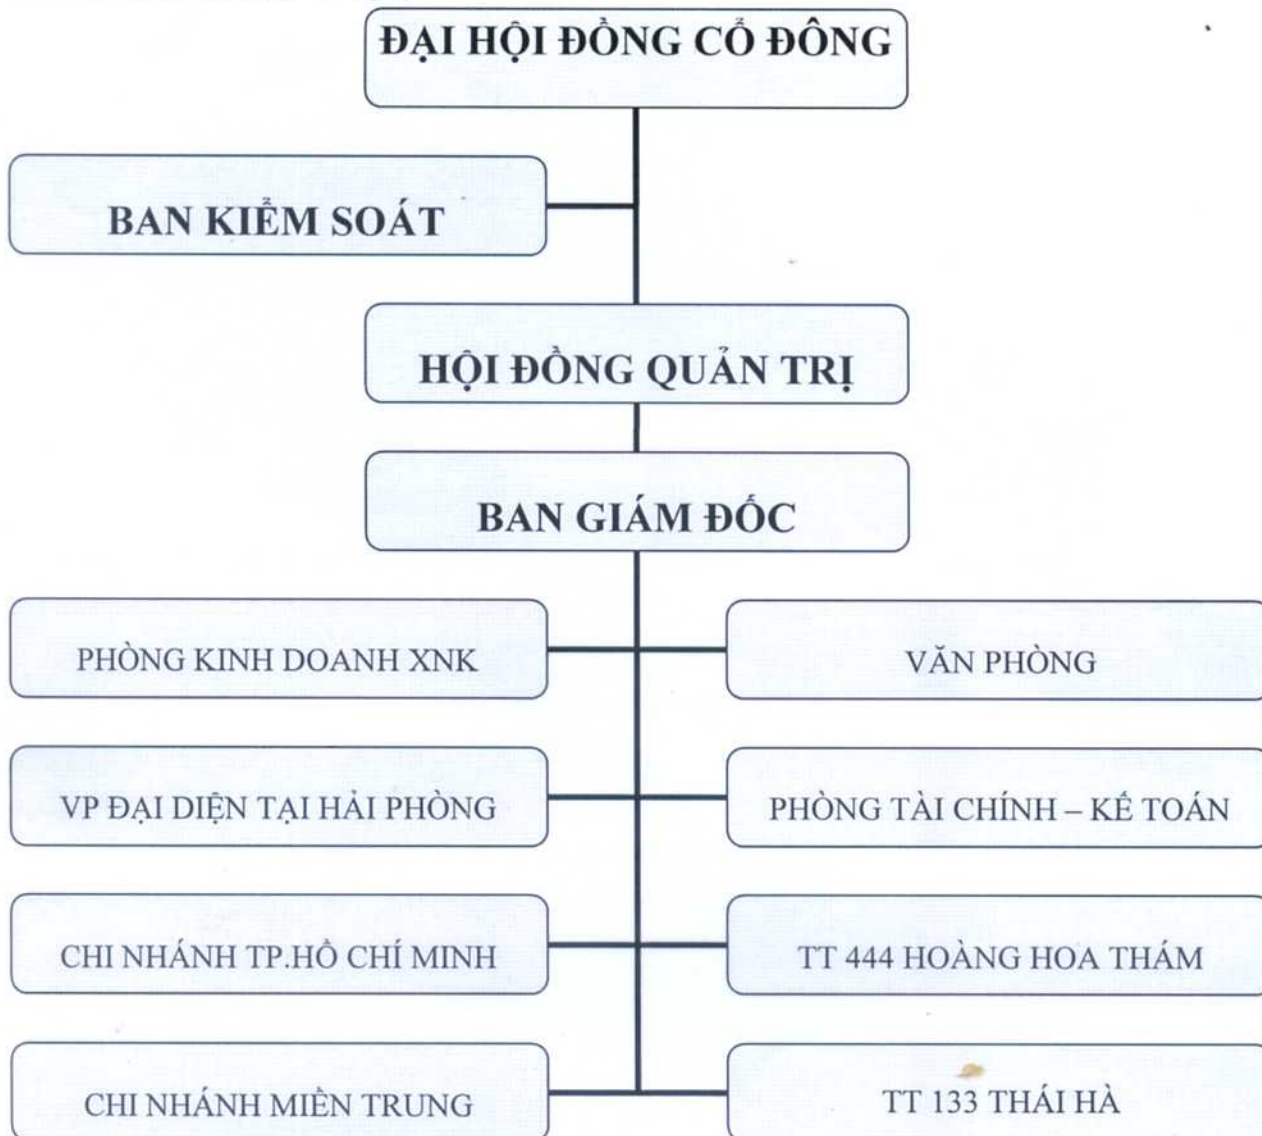 ĐẠI HỘI ĐỒNG CỔ ĐÔNG
BAN KIỂM SOÁT
HỘI ĐỒNG QUẢN TRỊ
BAN GIÁM ĐỐC
PHÒNG KINH DOANH XNK
VĂN PHÒNG
VP ĐẠI DIỆN TẠI HẢI PHÒNG
PHÒNG TÀI CHÍNH – KẾ TOÁN
CHI NHÁNH TP.HỒ CHÍ MINH
TT 444 HOÀNG HOA THÁM
CHI NHÁNH MIỀN TRUNG
TT 133 THÁI HÀ